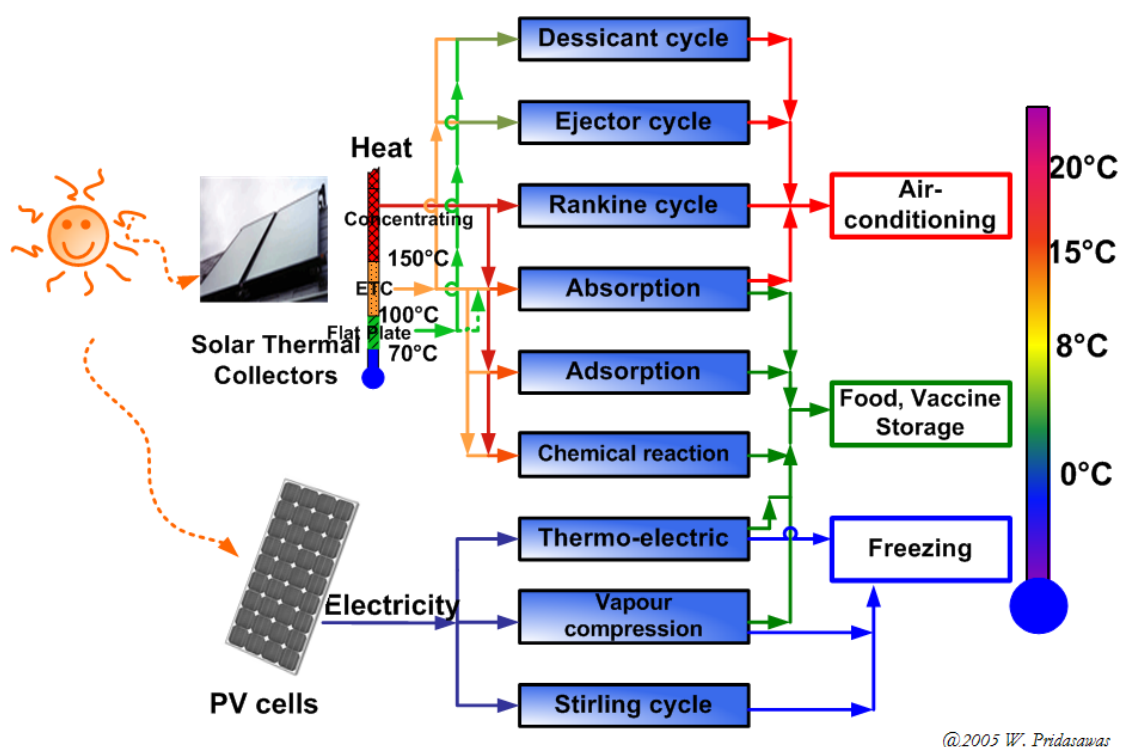 Dessicant cycle
Ejector cycle
Heat
Rankine cycle
Concentrating
Air-
conditioning
20°C
15°C
8°C
0°C
150°C
ETC
100°C
Flat Plate
70°C
Solar Thermal
Collectors
Absorption
Adsorption
Food, Vaccine
Storage
Chemical reaction
Thermo-electric
Freezing
Electricity
Vapour
compression
PV cells
Stirling cycle
@2005 W. Pridasawas